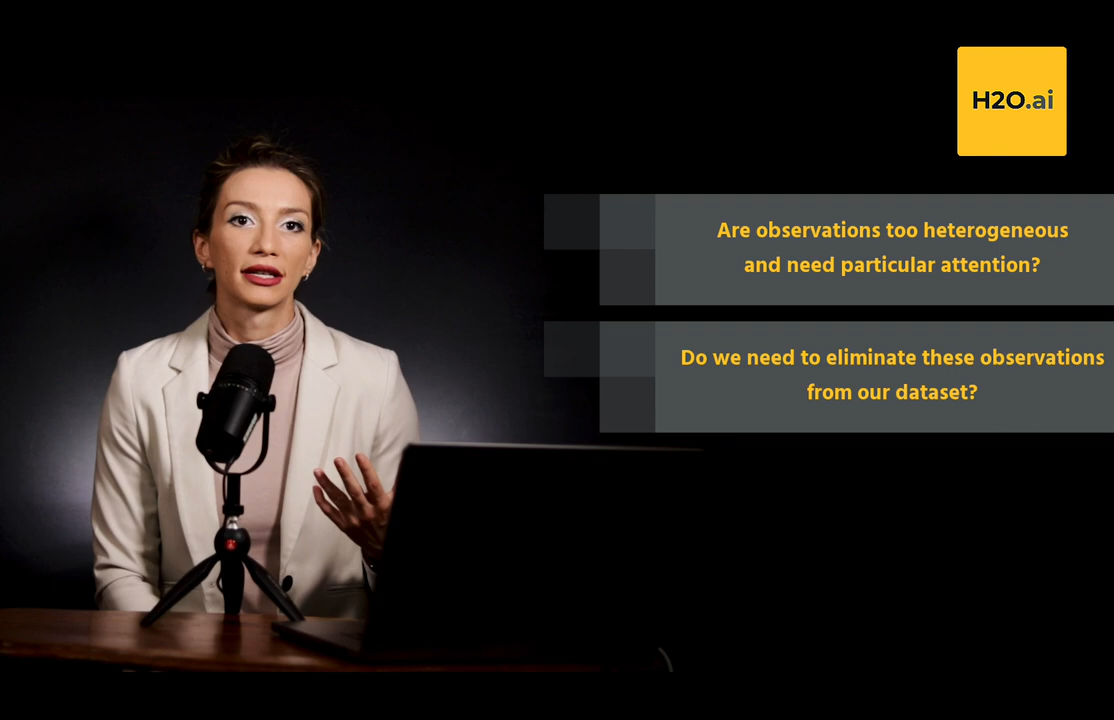 H2O.ai
Are observations too heterogeneous
and need particular attention?
Do we need to eliminate these observations
from our dataset?